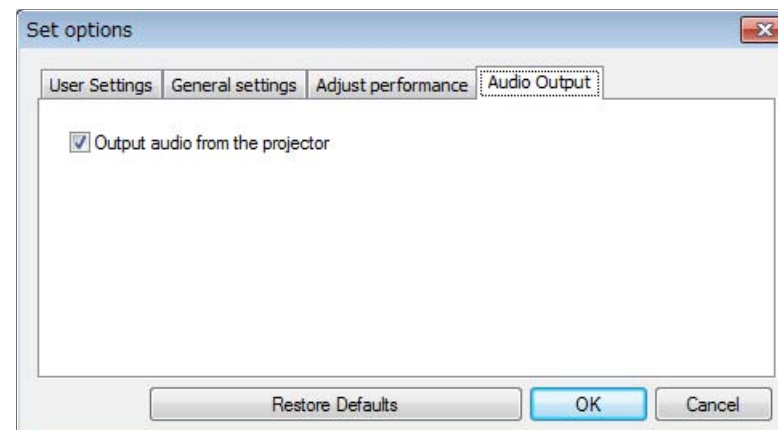 Set options
User Settings General settings Adjust performance Audio Output
Output audio from the projector
Restore Defaults OK Cancel